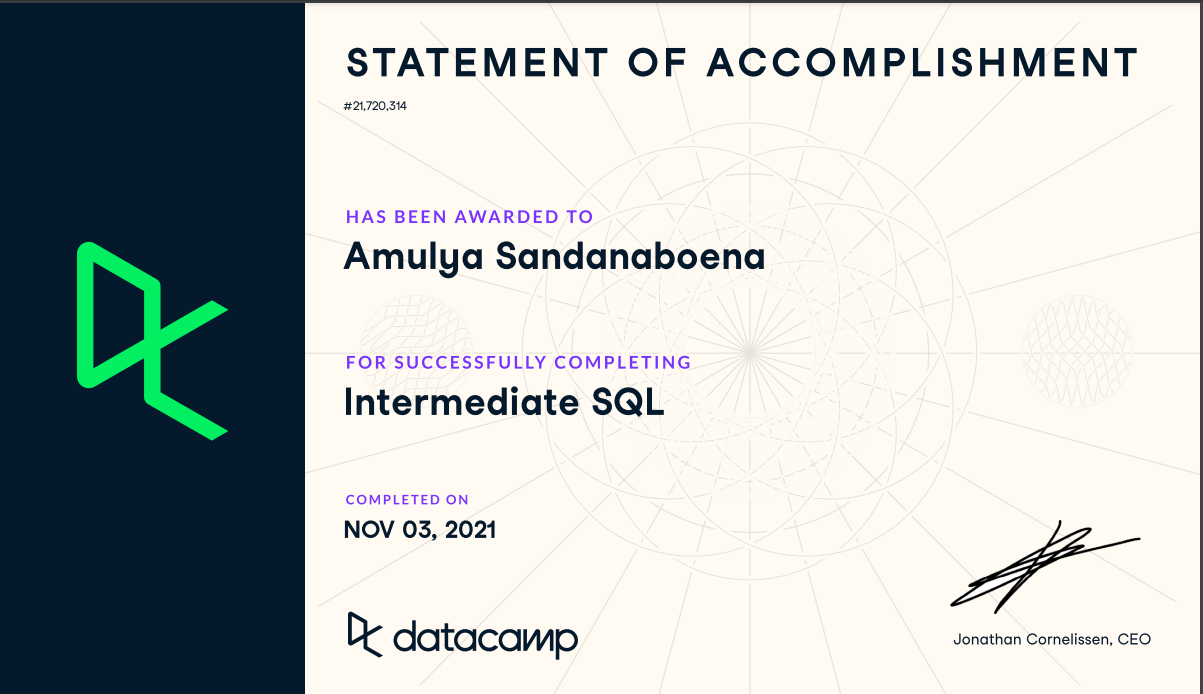 STATEMENT OF ACCOMPLISHMENT
#21,720,314
HAS BEEN AWARDED TO
Amulya Sandanaboena
FOR SUCCESSFULLY COMPLETING
Intermediate SQL
COMPLETED ON
NOV 03, 2021
datacamp
Jonathan Cornelissen, CEO